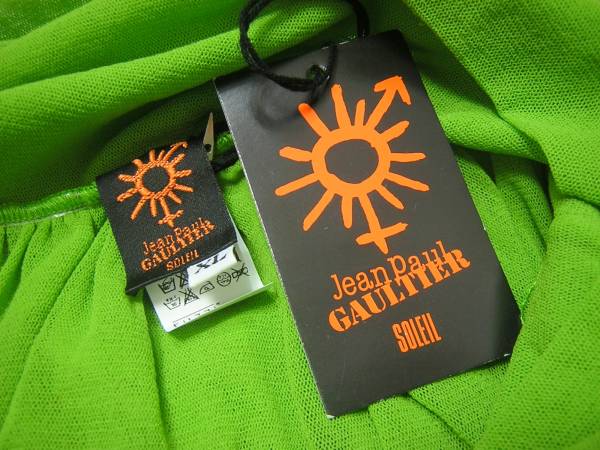 Jean Paul
GAULTIER
SOLEIL
XL
Jean Paul
GAULTIER
SOLEIL